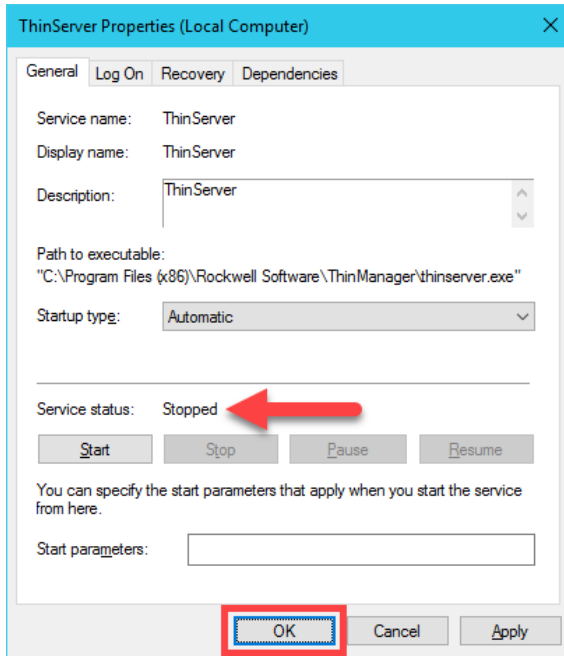 ThinServer Properties (Local Computer)
General Log On Recovery Dependencies
Service name: ThinServer
Display name: ThinServer
Description: ThinServer
Path to executable:
"C:\Program Files (x86)\Rockwell Software\ThinManager\thinserver.exe"
Startup type: Automatic
Service status: Stopped
Start Stop Pause Resume
You can specify the start parameters that apply when you start the service
from here.
Start parameters:
OK Cancel Apply